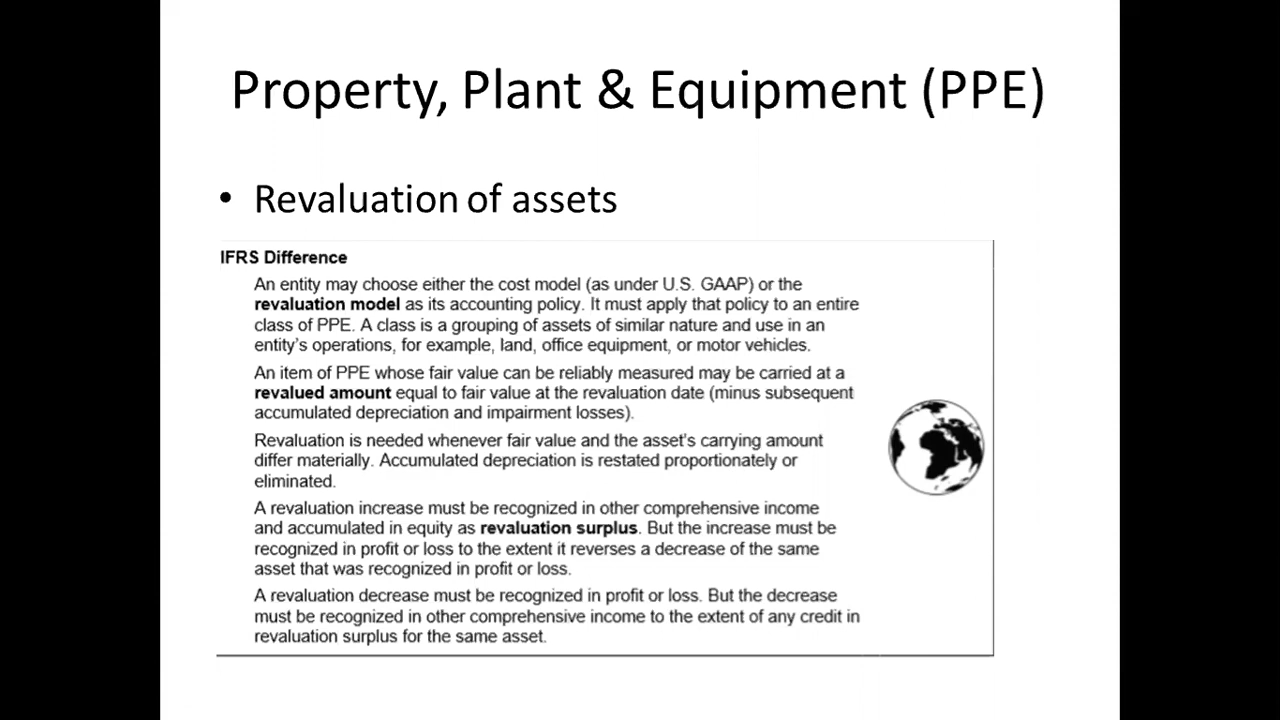 Property, Plant & Equipment (PPE)
• Revaluation of assets
IFRS Difference
An entity may choose either the cost model (as under U.S. GAAP) or the
revaluation model as its accounting policy. It must apply that policy to an entire
class of PPE. A class is a grouping of assets of similar nature and use in an
entity's operations, for example, land, office equipment, or motor vehicles.
An item of PPE whose fair value can be reliably measured may be carried at a
revalued amount equal to fair value at the revaluation date (minus subsequent
accumulated depreciation and impairment losses).
Revaluation is needed whenever fair value and the asset's carrying amount
differ materially. Accumulated depreciation is restated proportionately or
eliminated.
A revaluation increase must be recognized in other comprehensive income
and accumulated in equity as revaluation surplus. But the increase must be
recognized in profit or loss to the extent it reverses a decrease of the same
asset that was recognized in profit or loss.
A revaluation decrease must be recognized in profit or loss. But the decrease
must be recognized in other comprehensive income to the extent of any credit in
revaluation surplus for the same asset.